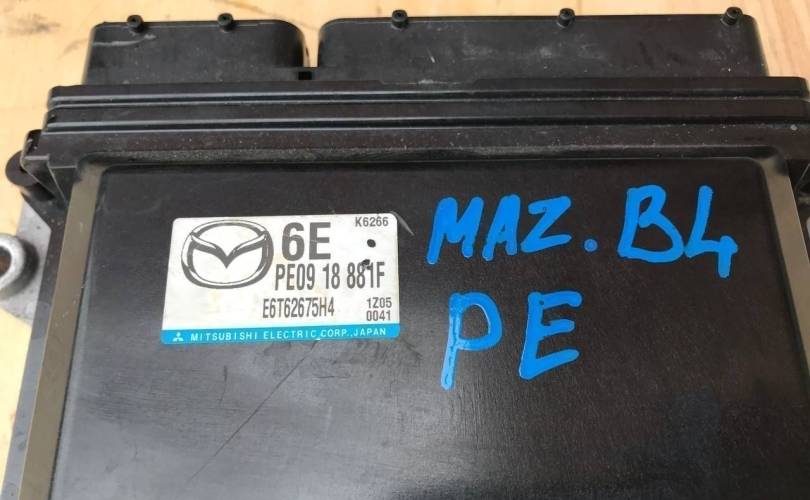 6E
K6266
PE09 18 881F
E6T62675H4
1Z05
0041
MITSUBISHI ELECTRIC CORP., JAPAN
MAZ. B4
PE